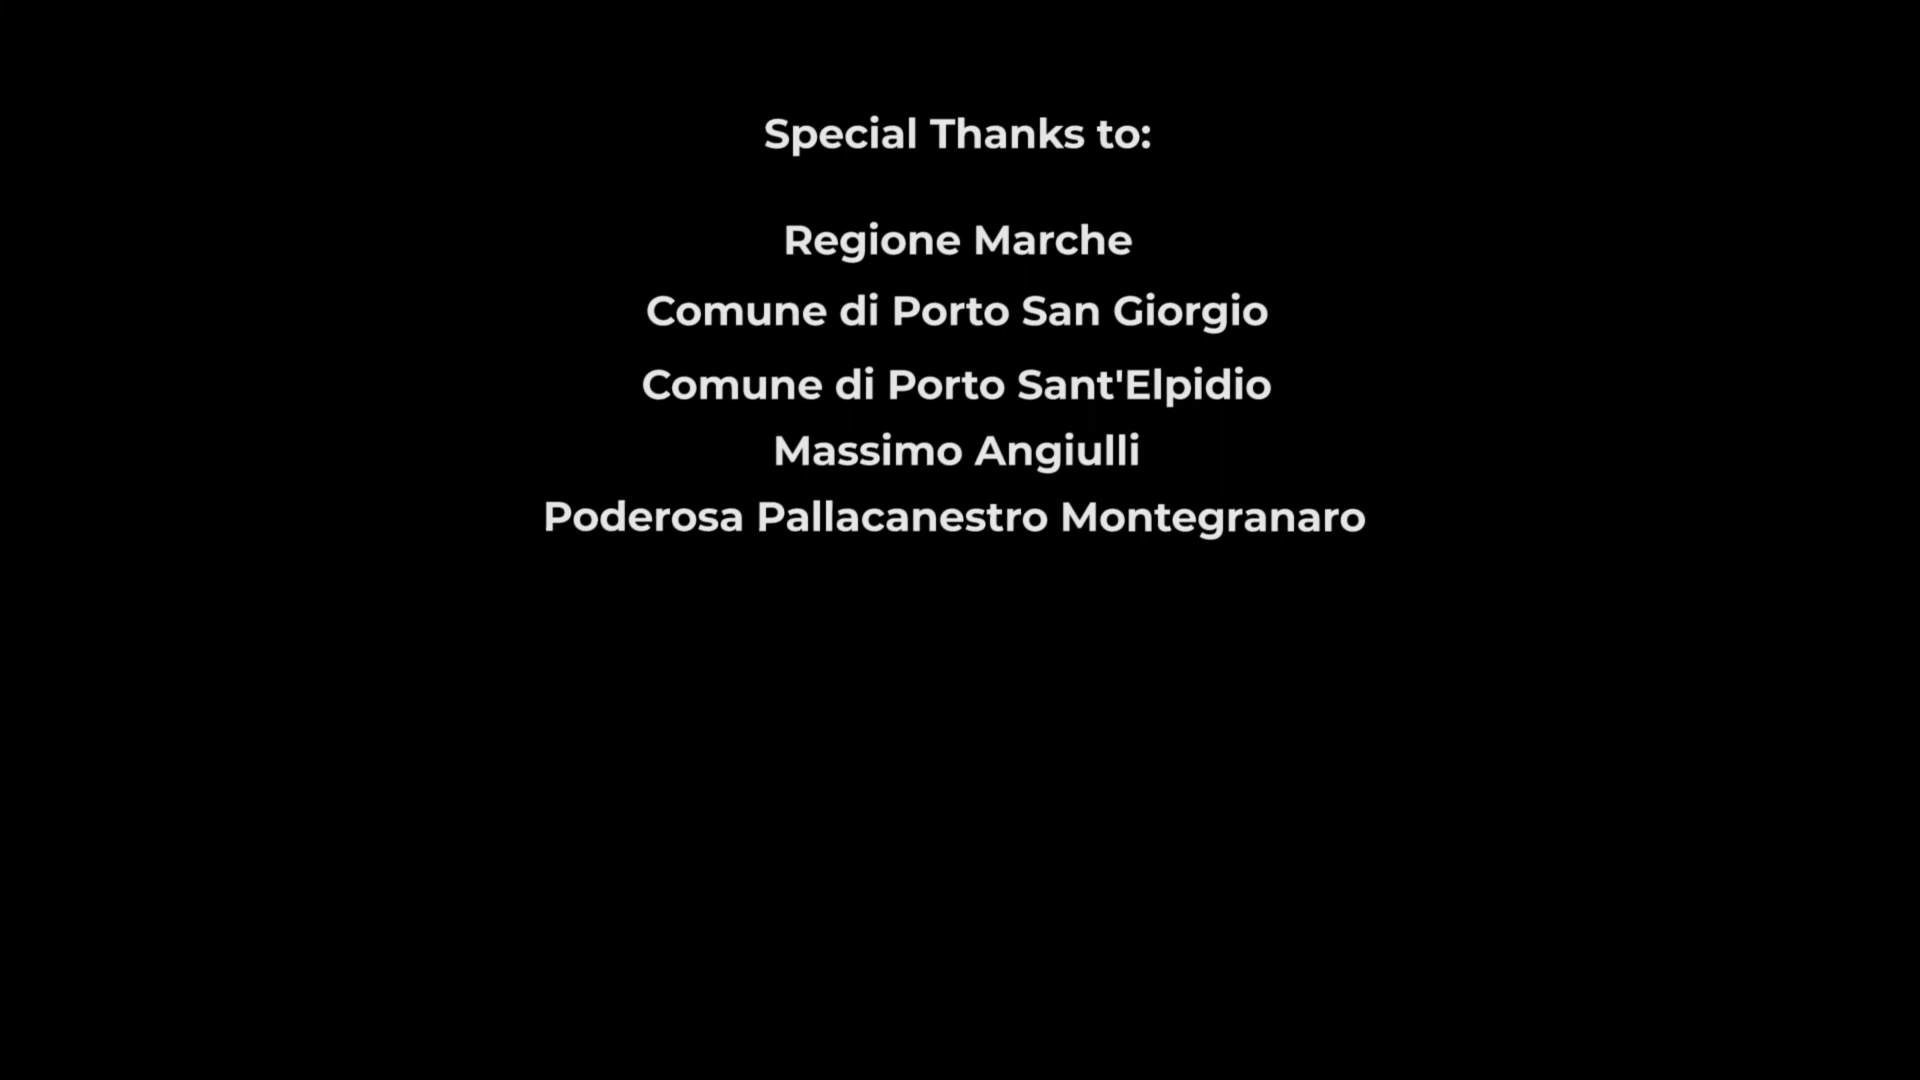 Special Thanks to:
Regione Marche
Comune di Porto San Giorgio
Comune di Porto Sant'Elpidio
Massimo Angiulli
Poderosa Pallacanestro Montegranaro